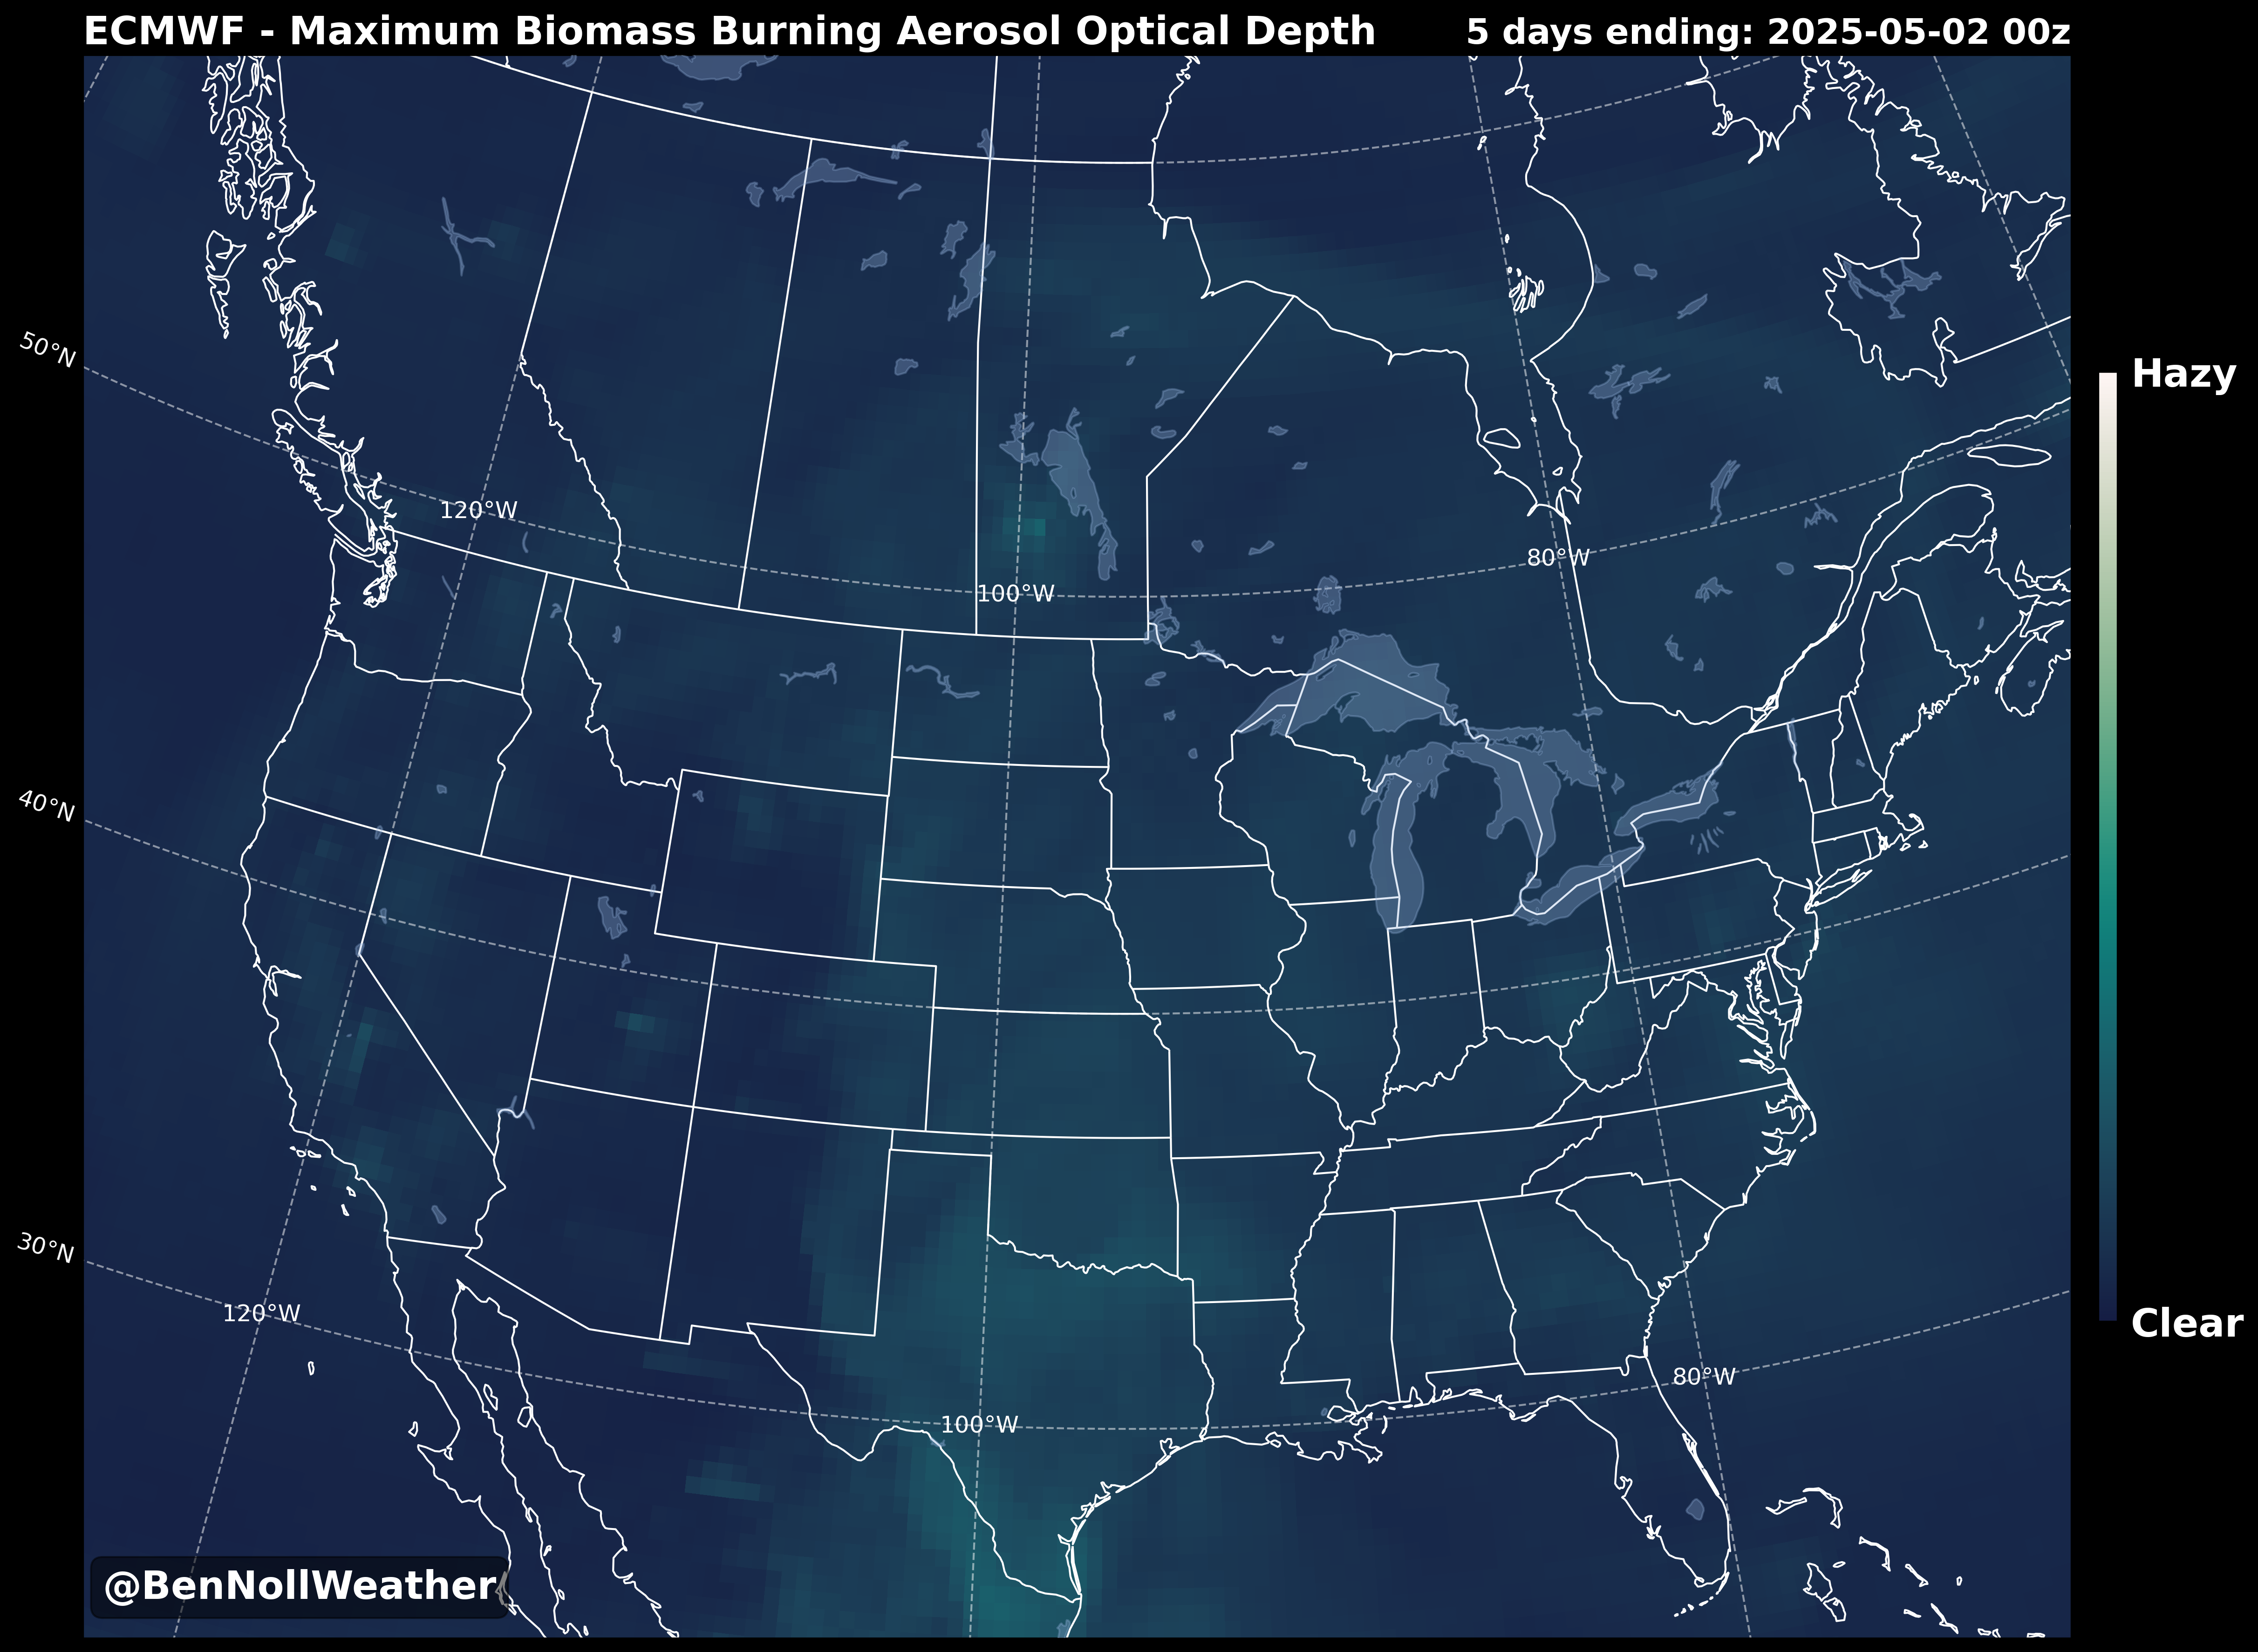 ECMWF - Maximum Biomass Burning Aerosol Optical Depth
5 days ending: 2025-05-02 00z
50°N
Hazy
120°W
80°W
100°W
40°N
30°N
120°W
Clear
80°W
100°W
@BenNollWeather